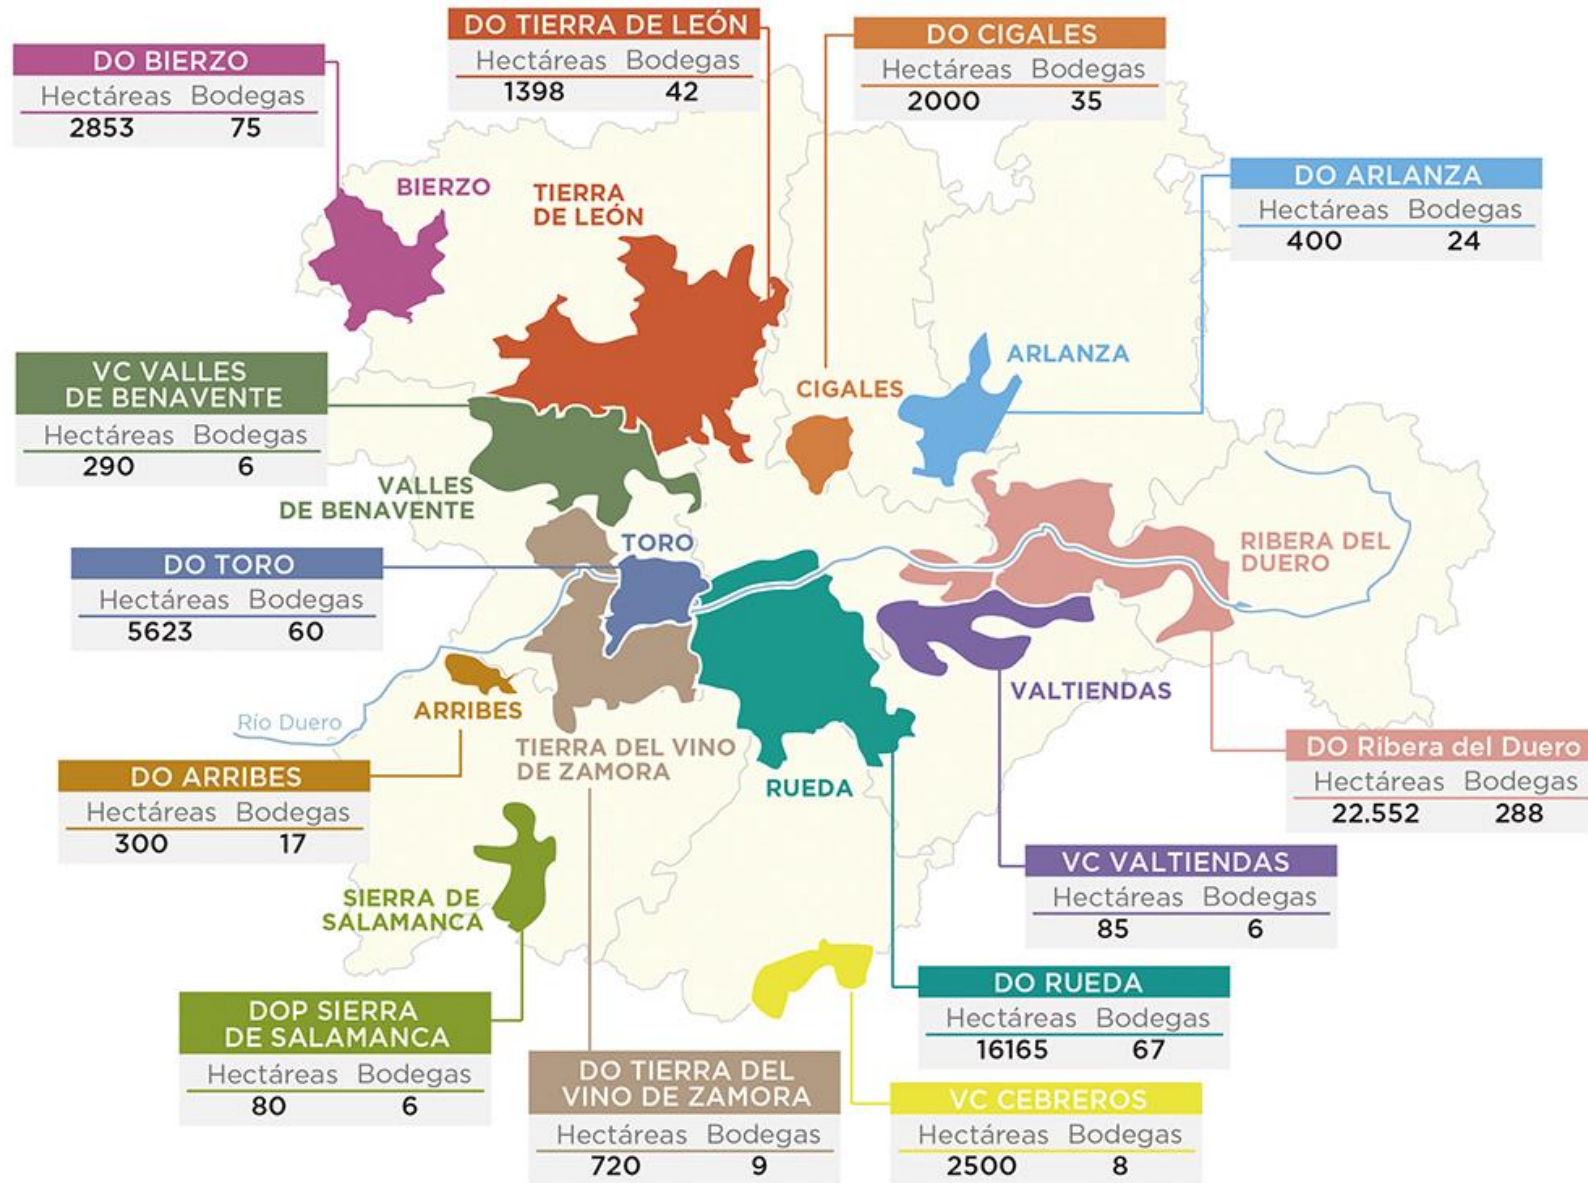 DO TIERRA DE LEÓN
Hectáreas Bodegas
1398 42
DO CIGALES
Hectáreas Bodegas
2000 35
DO BIERZO
Hectáreas Bodegas
2853 75
DO ARLANZA
Hectáreas Bodegas
400 24
BIERZO
TIERRA
DE LEÓN
ARLANZA
CIGALES
VC VALLES
DE BENAVENTE
Hectáreas Bodegas
290 6
VALLES
DE BENAVENTE
TORO
RIBERA DEL
DUERO
DO TORO
Hectáreas Bodegas
5623 60
VALTIENDAS
ARRIBES
Río Duero
TIERRA DEL VINO
DE ZAMORA
RUEDA
DO Ribera del Duero
Hectáreas Bodegas
22.552 288
DO ARRIBES
Hectáreas Bodegas
300 17
VC VALTIENDAS
Hectáreas Bodegas
85 6
SIERRA DE
SALAMANCA
DO RUEDA
Hectáreas Bodegas
16165 67
DOP SIERRA
DE SALAMANCA
Hectáreas Bodegas
80 6
DO TIERRA DEL
VINO DE ZAMORA
Hectáreas Bodegas
720 9
VC CEBREROS
Hectáreas Bodegas
2500 8